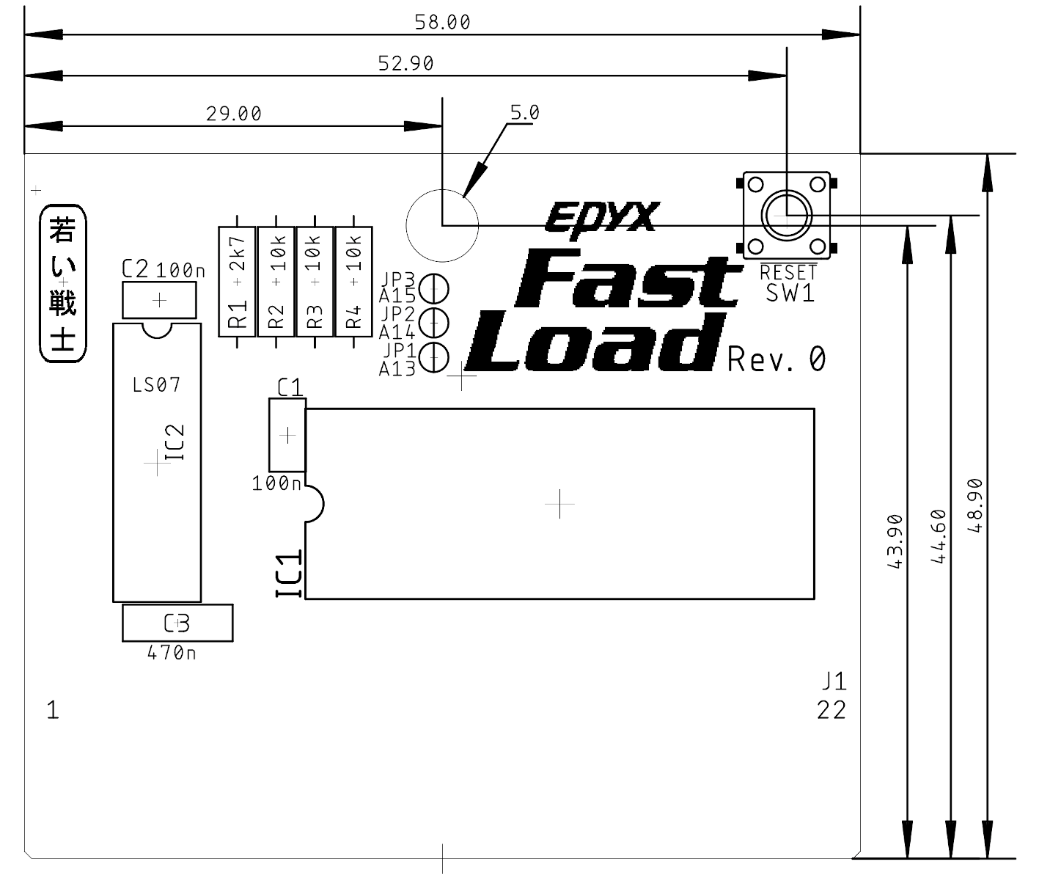 58.00
52.90
29.00
5.0
若い戦士
EPYX
Fast
Load
Rev. 0
RESET
SW1
C2 100n
R1 2k7
R2 10k
R3 10k
R4 10k
JP3
A15
JP2
A14
JP1
A13
LS07
IC2
C1
100n
IC1
C3
470n
43.90
44.60
48.90
1
J1
22